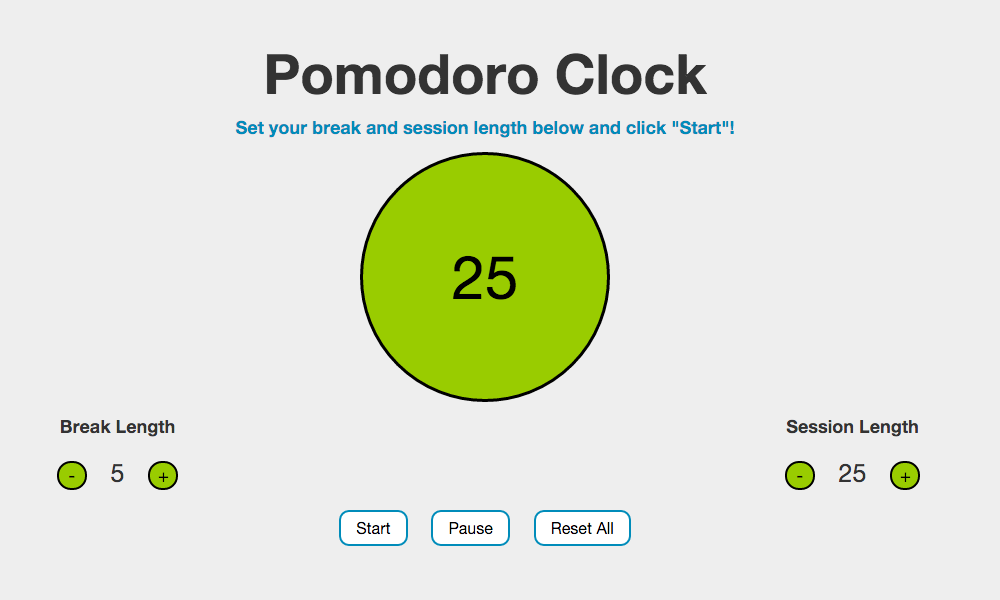 Pomodoro Clock
Set your break and session length below and click "Start"!
25
Break Length
- 5 +
Session Length
- 25 +
Start Pause Reset All